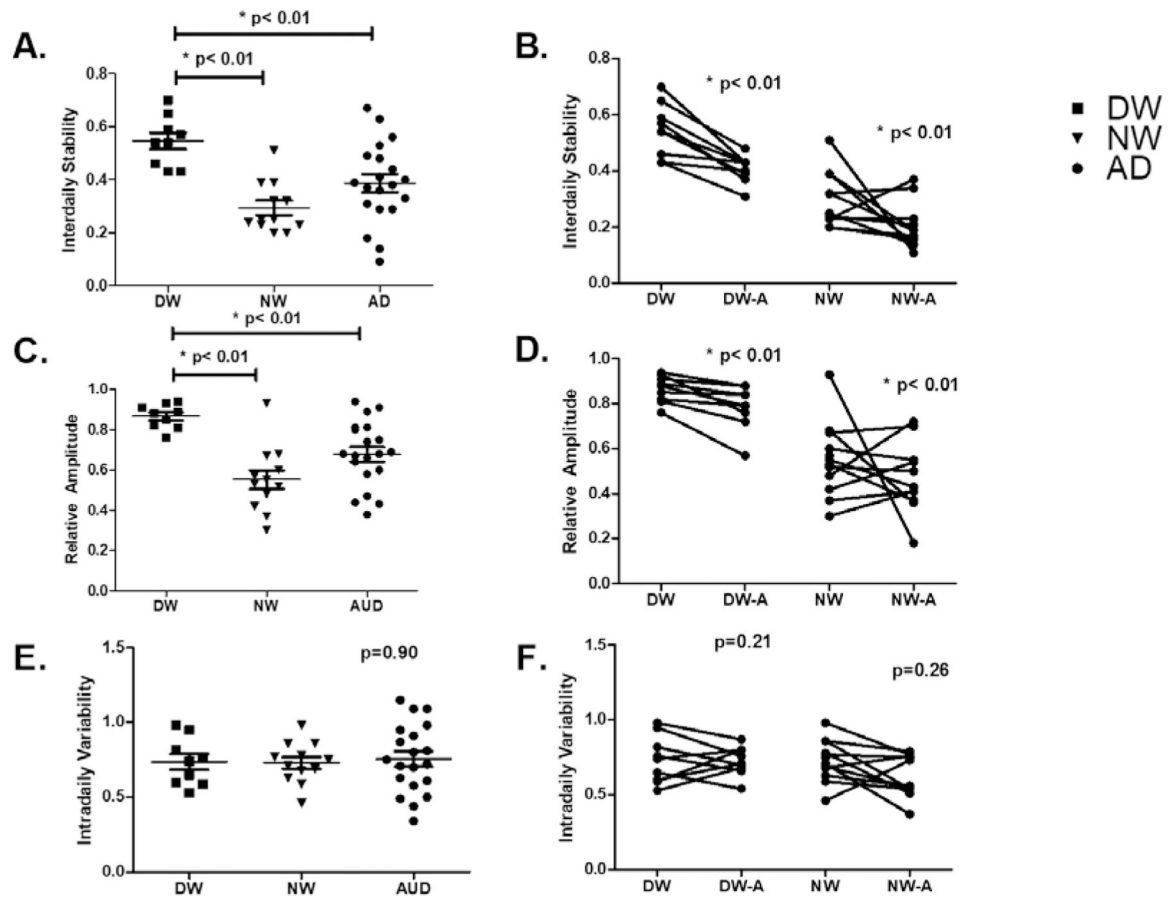 A.
* p< 0.01
* p< 0.01
Interdaily Stability
0.8
0.6
0.4
0.2
0.0
DW
NW
AD
B.
* p< 0.01
* p< 0.01
Interdaily Stability
0.8
0.6
0.4
0.2
0.0
DW
DW-A
NW
NW-A
DW
NW
AD
C.
* p< 0.01
* p< 0.01
Relative Amplitude
1.0
0.8
0.6
0.4
0.2
0.0
DW
NW
AUD
D.
* p< 0.01
* p< 0.01
Relative Amplitude
1.0
0.8
0.6
0.4
0.2
0.0
DW
DW-A
NW
NW-A
E.
p=0.90
Intradaily Variability
1.5
1.0
0.5
0.0
DW
NW
AUD
F.
p=0.21
p=0.26
Intradaily Variability
1.5
1.0
0.5
0.0
DW
DW-A
NW
NW-A